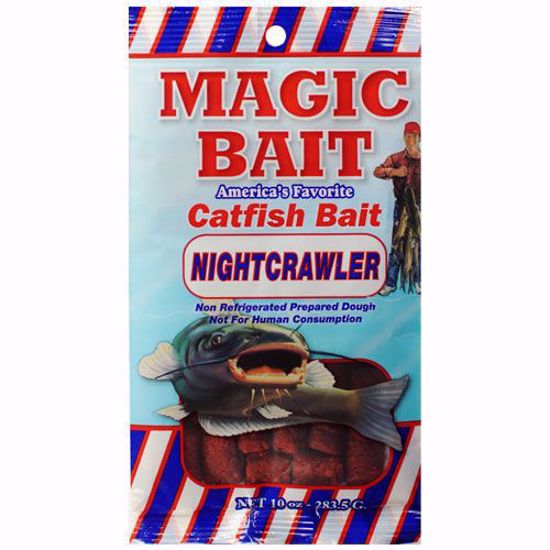 MAGIC
BAIT
America's Favorite
Catfish Bait
NIGHTCRAWLER
Non Refrigerated Prepared Dough
Not For Human Consumption
NET 10 oz - 283.5 G.